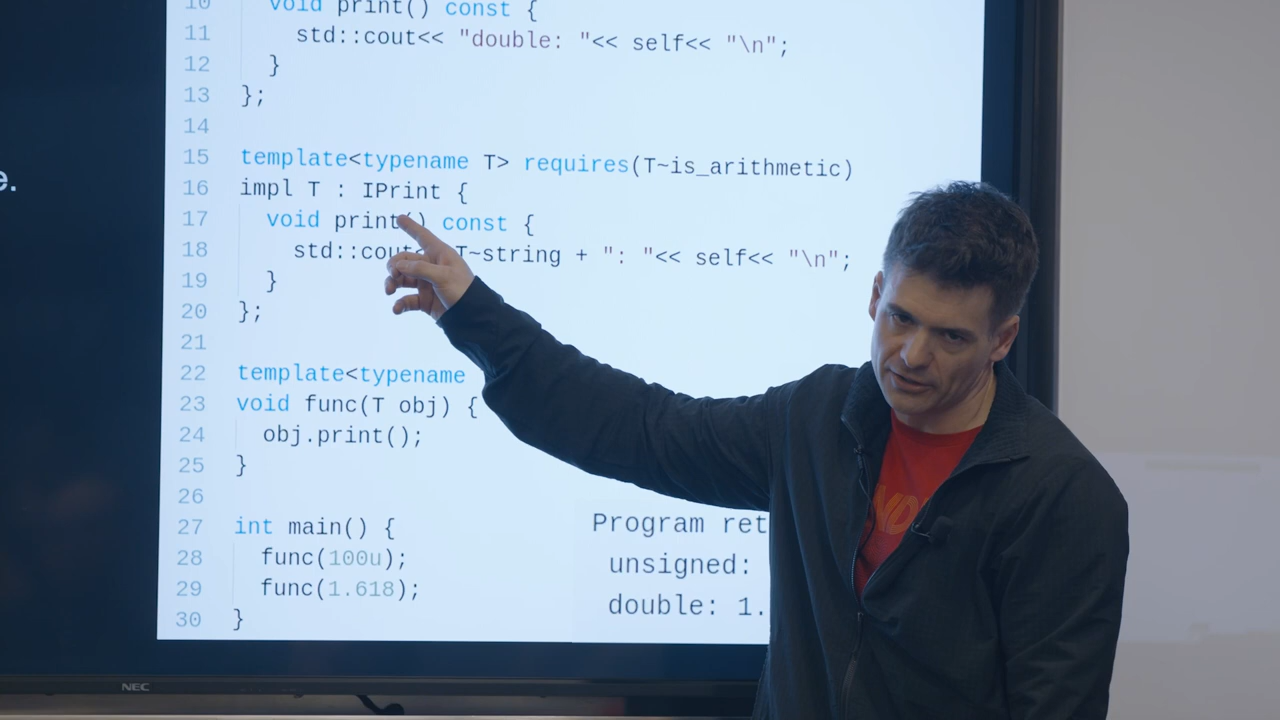 e.
10 void print() const {
11 std::cout<< "double: "<< self<< "\n";
12 }
13 };
14
15 template<typename T> requires(T~is_arithmetic)
16 impl T : IPrint {
17 void print() const {
18 T~string + ": "<< self<< "\n";
19 }
20 };
21
22 template<typename
23 void func(T obj) {
24 obj.print();
25 }
26
27 int main() {
28 func(100u);
29 func(1.618);
30 }
Program ret
unsigned:
double: 1.
NEC